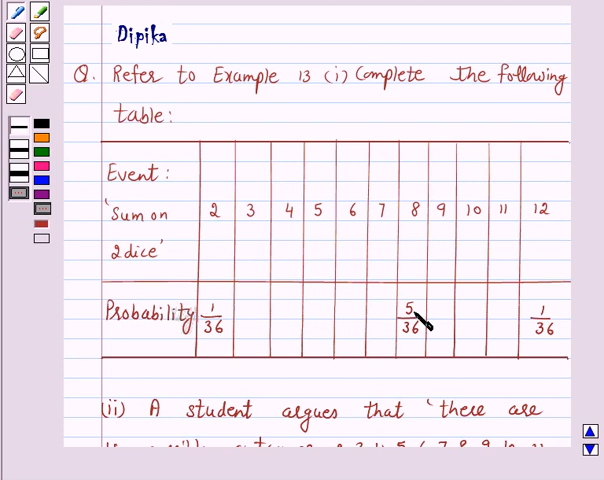 Dipika
Q. Refer to Example 13 (i) Complete the following
table:
Event:
'Sum on
2 dice'
2 3 4 5 6 7 8 9 10 11 12
Probability 1/36 5/36 1/36
(ii) A student argues that 'there are